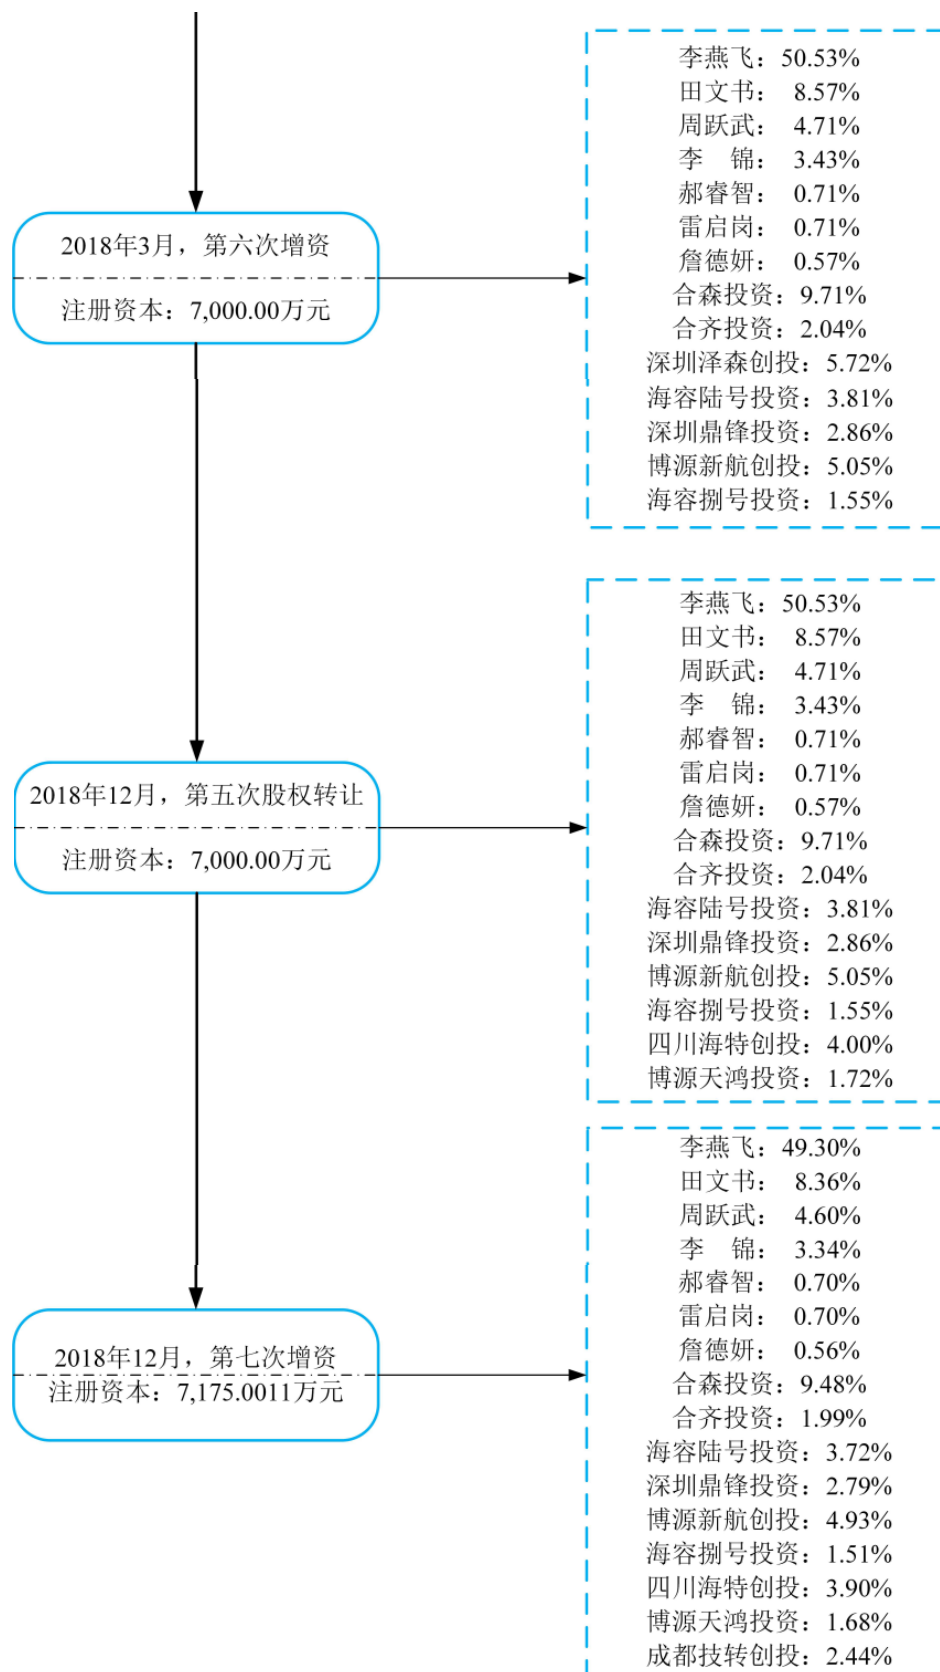 李燕飞：50.53%
田文书： 8.57%
周跃武： 4.71%
李 锦： 3.43%
郝睿智： 0.71%
雷启岗： 0.71%
詹德妍： 0.57%
合森投资：9.71%
合齐投资：2.04%
深圳泽森创投：5.72%
海容陆号投资：3.81%
深圳鼎锋投资：2.86%
博源新航创投：5.05%
海容捌号投资：1.55%
2018年3月，第六次增资
注册资本：7,000.00万元
李燕飞：50.53%
田文书： 8.57%
周跃武： 4.71%
李 锦： 3.43%
郝睿智： 0.71%
雷启岗： 0.71%
詹德妍： 0.57%
合森投资：9.71%
合齐投资：2.04%
海容陆号投资：3.81%
深圳鼎锋投资：2.86%
博源新航创投：5.05%
海容捌号投资：1.55%
四川海特创投：4.00%
博源天鸿投资：1.72%
2018年12月，第五次股权转让
注册资本：7,000.00万元
李燕飞：49.30%
田文书： 8.36%
周跃武： 4.60%
李 锦： 3.34%
郝睿智： 0.70%
雷启岗： 0.70%
詹德妍： 0.56%
合森投资：9.48%
合齐投资：1.99%
海容陆号投资：3.72%
深圳鼎锋投资：2.79%
博源新航创投：4.93%
海容捌号投资：1.51%
四川海特创投：3.90%
博源天鸿投资：1.68%
成都技转创投：2.44%
2018年12月，第七次增资
注册资本：7,175.0011万元